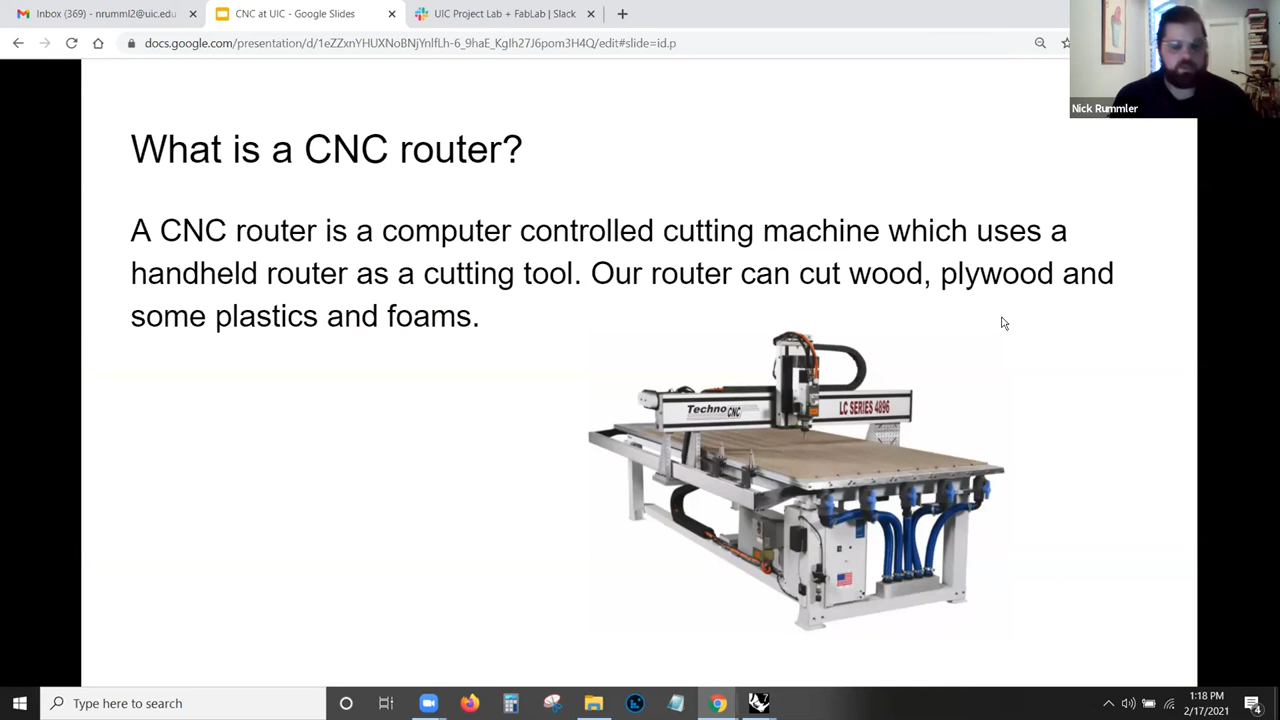 Inbox (369) - nrumml2@uic.edu
CNC at UIC - Google Slides
UIC Project Lab + FabLab | Slack
docs.google.com/presentation/d/1eZZxnYHUXNoBNjYnlfLh-6_9haE_KgIh27J6pom3H4Q/edit#slide=id.p
Nick Rummler
What is a CNC router?
A CNC router is a computer controlled cutting machine which uses a
handheld router as a cutting tool. Our router can cut wood, plywood and
some plastics and foams.
Techno CNC
LC SERIES 4896
Type here to search
1:18 PM
2/17/2021
4